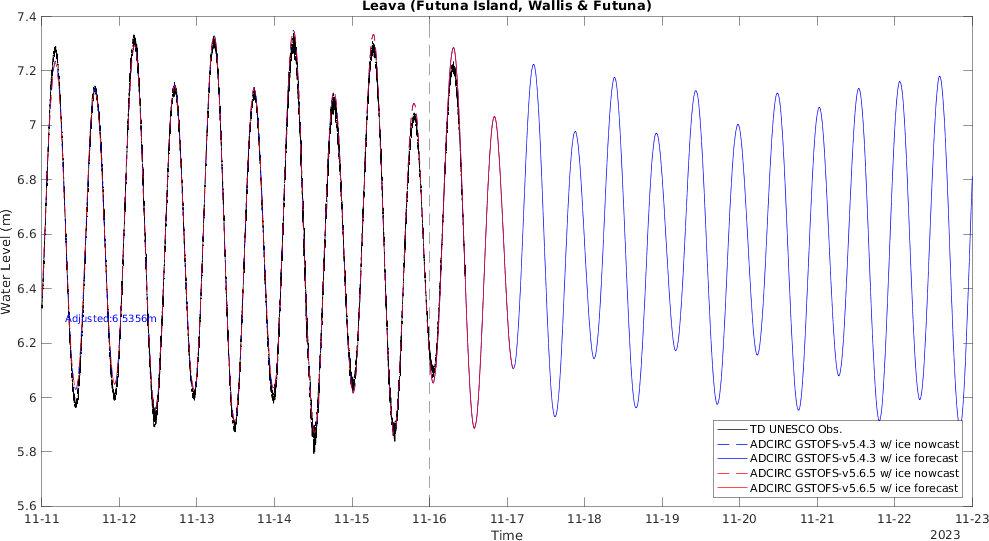 Leava (Futuna Island, Wallis & Futuna)
7.4
7.2
7
6.8
6.6
6.4
6.2
6
5.8
5.6
Water Level (m)
Adjusted:6.5356m
TD UNESCO Obs.
ADCIRC GSTOFS-v5.4.3 w/ ice nowcast
ADCIRC GSTOFS-v5.4.3 w/ ice forecast
ADCIRC GSTOFS-v5.6.5 w/ ice nowcast
ADCIRC GSTOFS-v5.6.5 w/ ice forecast
11-11 11-12 11-13 11-14 11-15 11-16 11-17 11-18 11-19 11-20 11-21 11-22 11-23
Time
2023